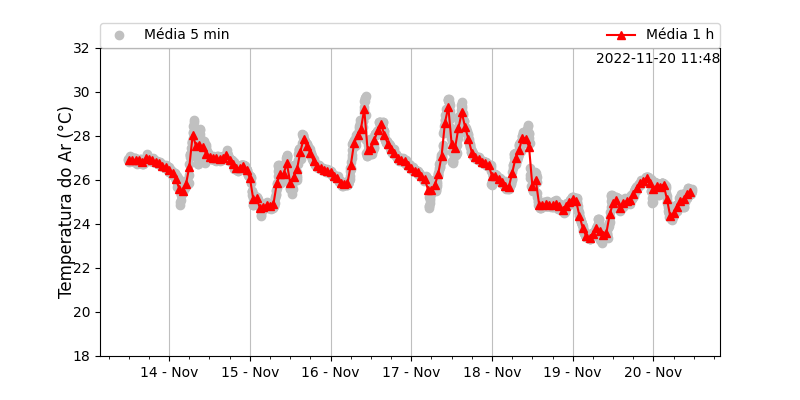 Média 5 min
Média 1 h
2022-11-20 11:48
Temperatura do Ar (°C)
32
30
28
26
24
22
20
18
14 - Nov
15 - Nov
16 - Nov
17 - Nov
18 - Nov
19 - Nov
20 - Nov